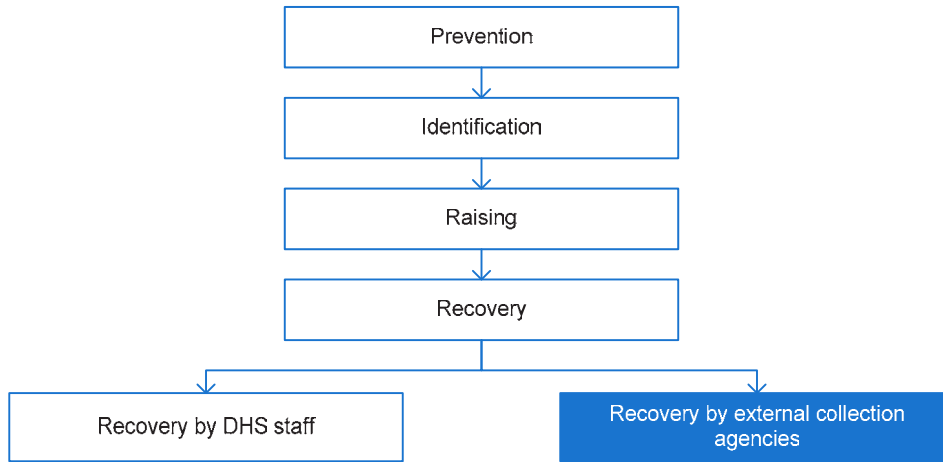 Prevention
Identification
Raising
Recovery
Recovery by DHS staff
Recovery by external collection
agencies